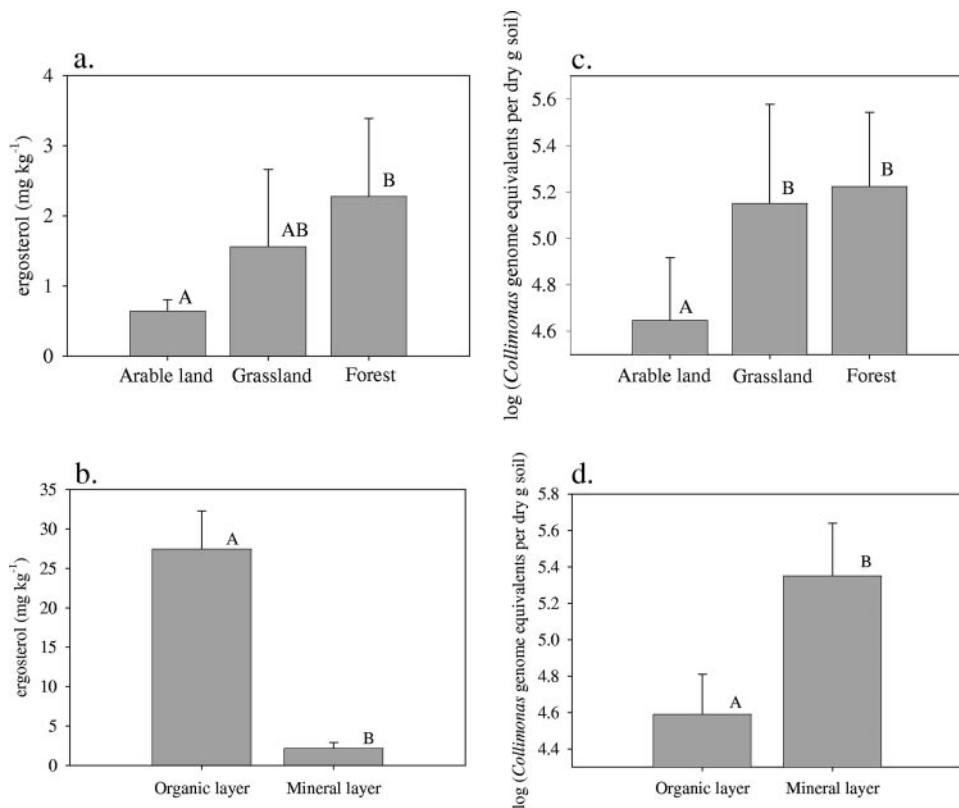 a.
ergosterol (mg kg-1)
4
3
2
1
0
A
AB
B
Arable land Grassland Forest
c.
log (Collimonas genome equivalents per dry g soil)
5.6
5.4
5.2
5.0
4.8
4.6
A
B
B
Arable land Grassland Forest
b.
ergosterol (mg kg-1)
35
30
25
20
15
10
5
0
A
B
Organic layer Mineral layer
d.
log (Collimonas genome equivalents per dry g soil)
5.8
5.6
5.4
5.2
5.0
4.8
4.6
4.4
A
B
Organic layer Mineral layer